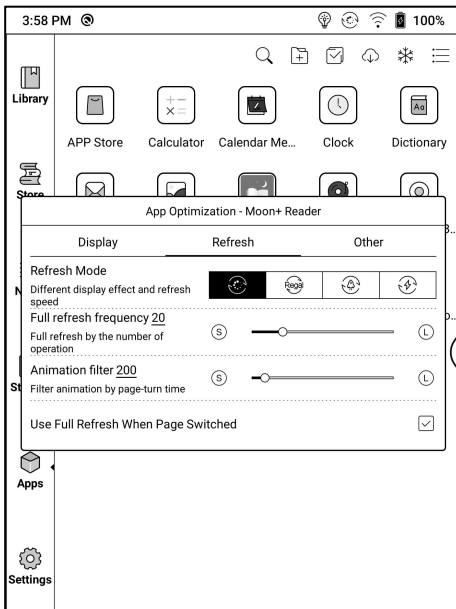 3:58 PM
100%
Library
APP Store
Calculator
Calendar Me...
Clock
Aa
Dictionary
Store
App Optimization - Moon+ Reader
Display
Refresh
Other
Refresh Mode
Different display effect and refresh
speed
Regal
Full refresh frequency 20
Full refresh by the number of
operation
S
L
Animation filter 200
Filter animation by page-turn time
S
L
Use Full Refresh When Page Switched
Apps
Settings